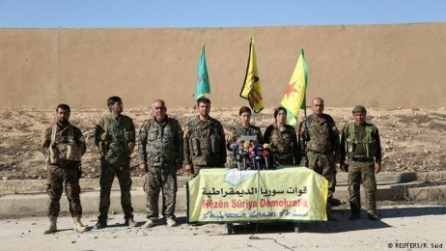 قوات سوريا الديمقراطية
Hêzên Sûriya Demokratîk
REUTERS/R. Said